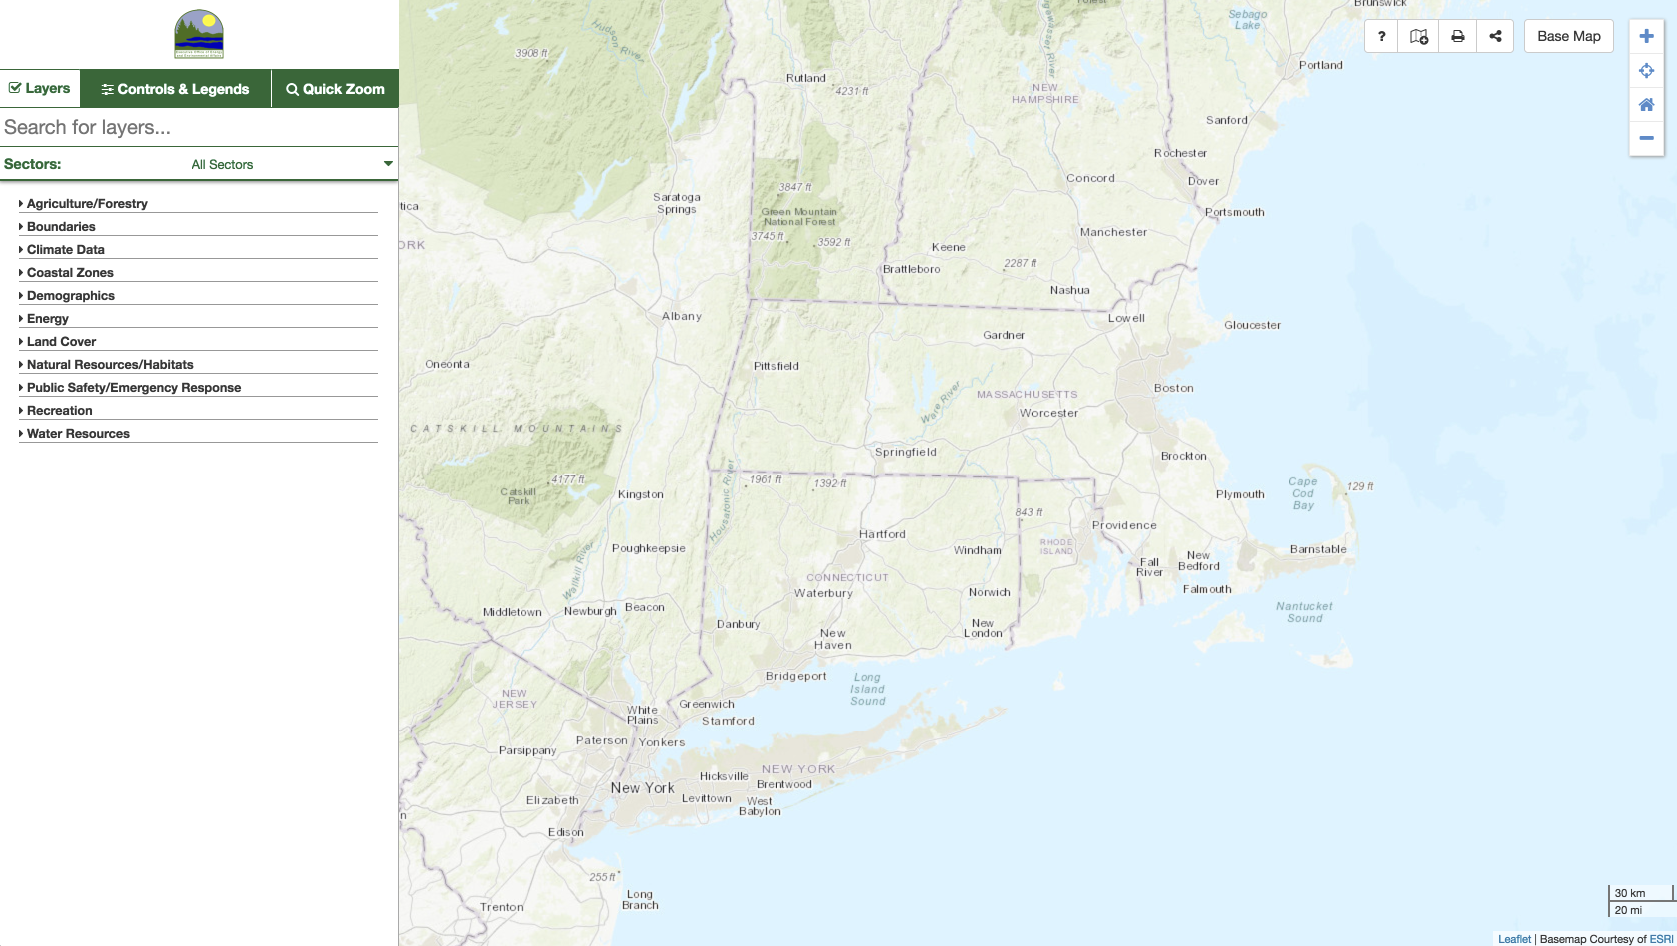 Layers
Controls & Legends
Quick Zoom
Search for layers...
Sectors:
All Sectors
Agriculture/Forestry
Boundaries
Climate Data
Coastal Zones
Demographics
Energy
Land Cover
Natural Resources/Habitats
Public Safety/Emergency Response
Recreation
Water Resources
?
Base Map
Brunswick
Sebago
Lake
Hudson River
3908 ft
Portland
Rutland
4231 ft
NEW
HAMPSHIRE
Sanford
Rochester
Concord
Dover
3847 ft
Saratoga
Springs
tica
Green Mountain
National Forest
Portsmouth
Manchester
3745 ft
3592 ft
ORK
Keene
2287 ft
Brattleboro
Nashua
Albany
Lowell
Gloucester
Gardner
Oneonta
Pittsfield
Boston
Ware River
MASSACHUSETTS
Worcester
CATSKILL MOUNTAINS
Springfield
Brockton
4177 ft
1961 ft
1392 ft
Cape
Cod
Bay
129 ft
Catskill
Park
Kingston
Plymouth
Housatonic River
843 ft
Providence
Hartford
RHODE
ISLAND
Poughkeepsie
Windham
Barnstable
Fall
River
New
Bedford
Wallkill River
CONNECTICUT
Waterbury
Norwich
Falmouth
Middletown
Newburgh
Beacon
Nantucket
Sound
Danbury
New
Haven
New
London
Bridgeport
Long
Island
Sound
NEW
JERSEY
White
Plains
Greenwich
Stamford
Paterson
Yonkers
Parsippany
NEW YORK
Hicksville
Brentwood
New York
Levittown
West
Babylon
Elizabeth
n
Edison
255 ft
Long
Branch
Trenton
30 km
20 mi
Leaflet | Basemap Courtesy of ESRI